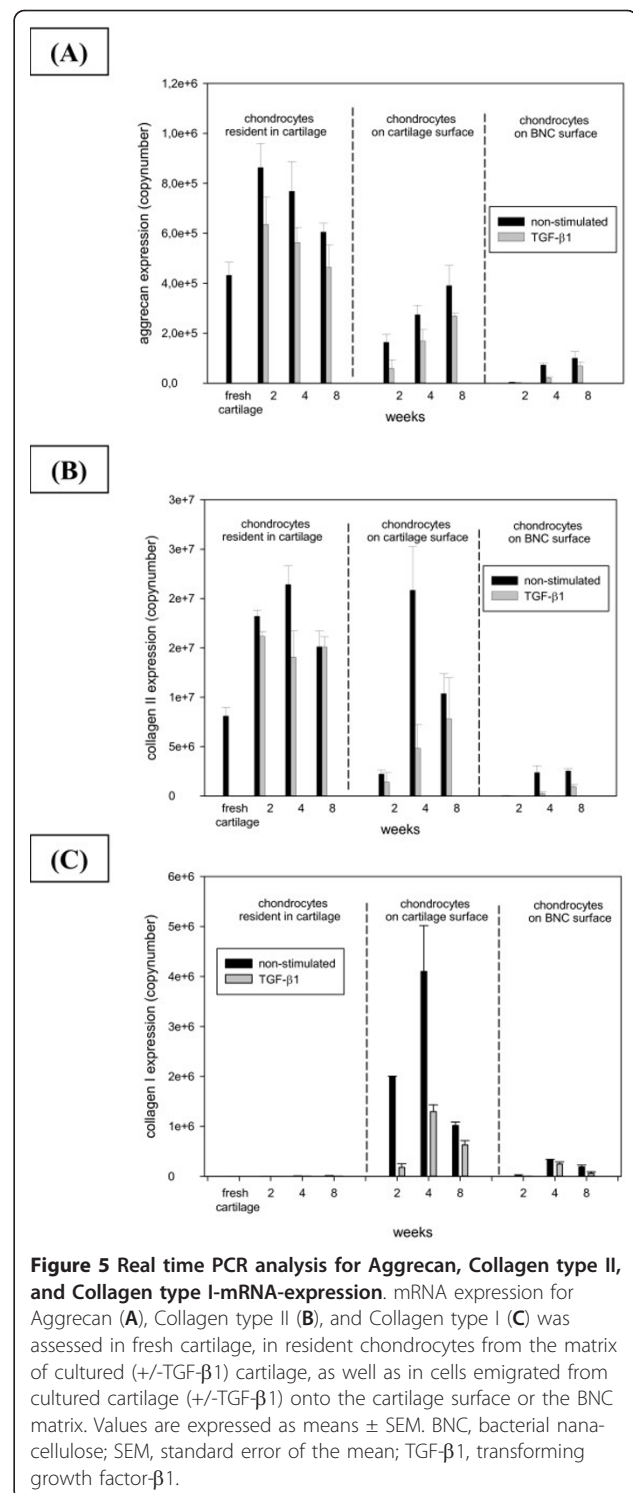 (A)
1,2e+6
1,0e+6
8,0e+5
6,0e+5
4,0e+5
2,0e+5
0,0
aggrecan expression (copynumber)
chondrocytes
resident in cartilage
chondrocytes
on cartilage surface
chondrocytes
on BNC surface
non-stimulated
TGF-β1
fresh
cartilage
2 4 8 2 4 8 2 4 8
weeks
(B)
3e+7
3e+7
2e+7
2e+7
1e+7
5e+6
0
collagen II expression (copynumber)
chondrocytes
resident in cartilage
chondrocytes
on cartilage surface
chondrocytes
on BNC surface
non-stimulated
TGF-β1
fresh
cartilage
2 4 8 2 4 8 2 4 8
weeks
(C)
6e+6
5e+6
4e+6
3e+6
2e+6
1e+6
0
collagen I expression (copynumber)
chondrocytes
resident in cartilage
chondrocytes
on cartilage surface
chondrocytes
on BNC surface
non-stimulated
TGF-β1
fresh
cartilage
2 4 8 2 4 8 2 4 8
weeks
Figure 5 Real time PCR analysis for Aggrecan, Collagen type II,
and Collagen type I-mRNA-expression. mRNA expression for
Aggrecan (A), Collagen type II (B), and Collagen type I (C) was
assessed in fresh cartilage, in resident chondrocytes from the matrix
of cultured (+/-TGF-β1) cartilage, as well as in cells emigrated from
cultured cartilage (+/-TGF-β1) onto the cartilage surface or the BNC
matrix. Values are expressed as means ± SEM. BNC, bacterial nana-
cellulose; SEM, standard error of the mean; TGF-β1, transforming
growth factor-β1.